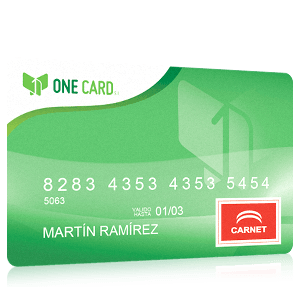 ONE CARD
8283 4353 4353 5454
5063
VALIDO
HASTA 01/03
MARTÍN RAMÍREZ
CARNET